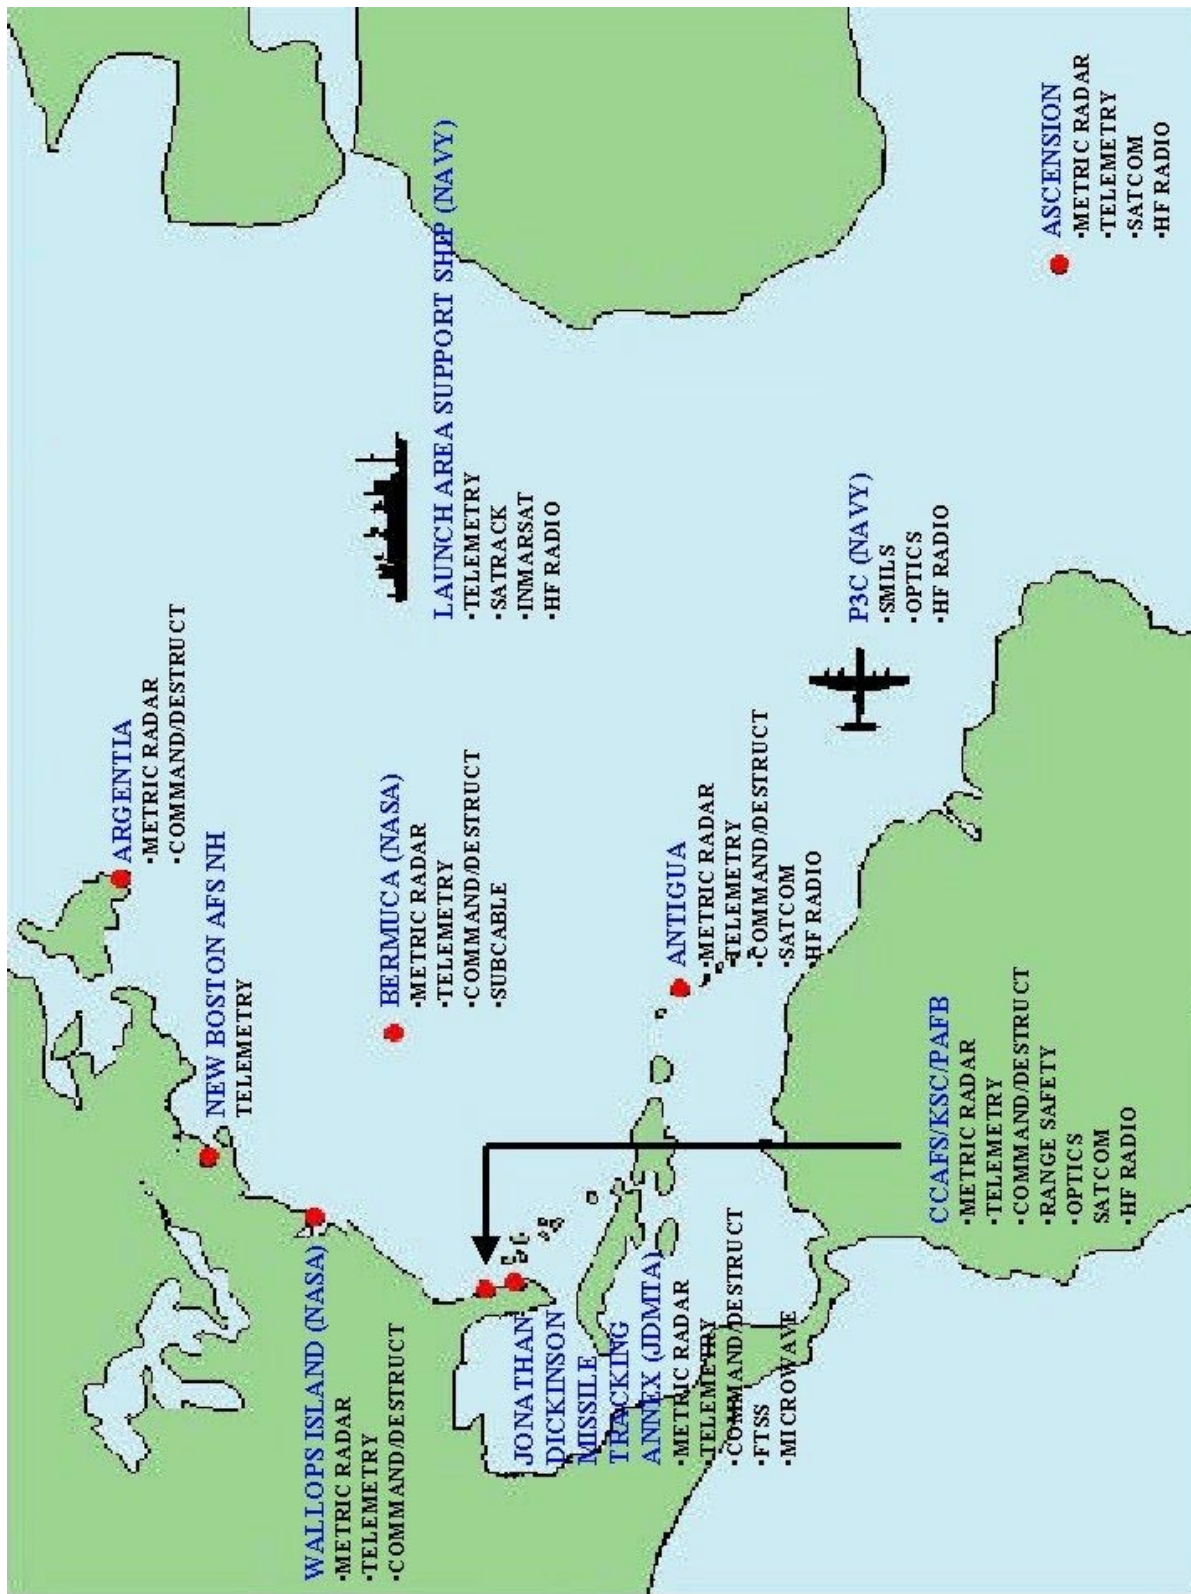 ARGENTIA
•METRIC RADAR
•COMMAND/DESTRUCT
NEW BOSTON AFS NH
TELEMETRY
WALLOPS ISLAND (NASA)
•METRIC RADAR
•TELEMETRY
•COMMAND/DESTRUCT
BERMUCA (NASA)
•METRIC RADAR
•TELEMETRY
•COMMAND/DESTRUCT
•SUBCABLE
LAUNCH AREA SUPPORT SHIP (NAVY)
•TELEMETRY
•SATRACK
•INMARSAT
•HF RADIO
JONATHAN
DICKINSON
MISSILE
TRACKING
ANNEX (JDMTA)
•METRIC RADAR
•TELEMETRY
•COMMAND/DESTRUCT
•FTSS
•MICROWAVE
ANTIGUA
•METRIC RADAR
•TELEMETRY
•COMMAND/DESTRUCT
•SATCOM
•HF RADIO
P3C (NAVY)
•SMILS
•OPTICS
•HF RADIO
CCAFS/KSC/PAFB
•METRIC RADAR
•TELEMETRY
•COMMAND/DESTRUCT
•RANGE SAFETY
•OPTICS
SATCOM
•HF RADIO
ASCENSION
•METRIC RADAR
•TELEMETRY
•SATCOM
•HF RADIO